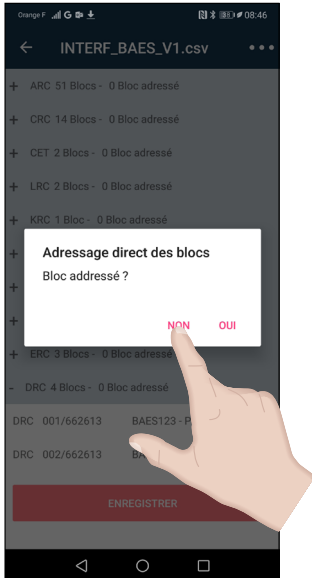 Orange F 08:46
INTERF_BAES_V1.csv
+ ARC 51 Blocs - 0 Bloc adressé
+ CRC 14 Blocs - 0 Bloc adressé
+ CET 2 Blocs - 0 Bloc adressé
+ LRC 2 Blocs - 0 Bloc adressé
+ KRC 1 Bloc - 0 Bloc adressé
+
Adressage direct des blocs
+
Bloc addressé ?
+
NON OUI
+ ERC 3 Blocs - 0 Bloc adressé
- DRC 4 Blocs - 0 Bloc adressé
DRC 001/662613 BAES123 - P
DRC 002/662613
ENREGISTRER